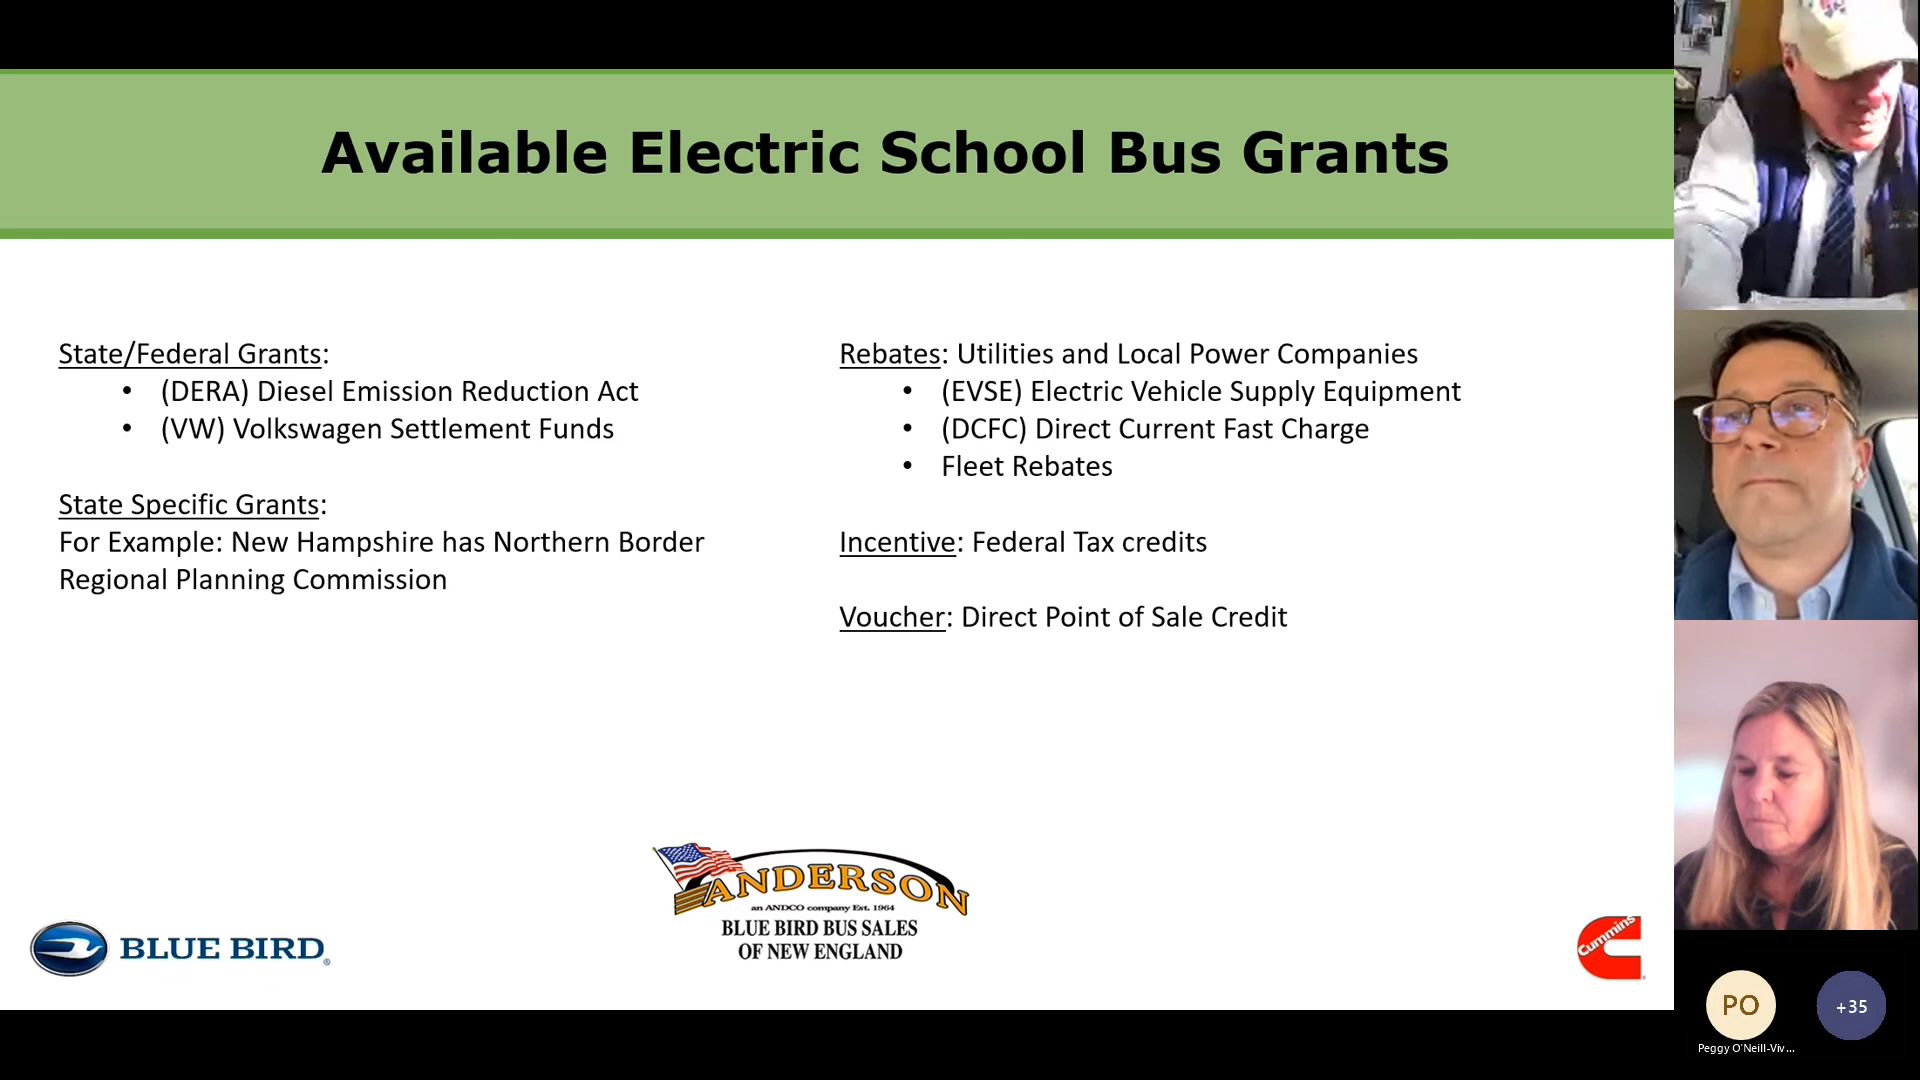 Available Electric School Bus Grants
State/Federal Grants:
• (DERA) Diesel Emission Reduction Act
• (VW) Volkswagen Settlement Funds
State Specific Grants:
For Example: New Hampshire has Northern Border
Regional Planning Commission
Rebates: Utilities and Local Power Companies
• (EVSE) Electric Vehicle Supply Equipment
• (DCFC) Direct Current Fast Charge
• Fleet Rebates
Incentive: Federal Tax credits
Voucher: Direct Point of Sale Credit
ANDERSON
an ANDCO company Est. 1964
BLUE BIRD BUS SALES
OF NEW ENGLAND
BLUE BIRD®
Cummins
PO
+35
Peggy O'Neill-Viv...